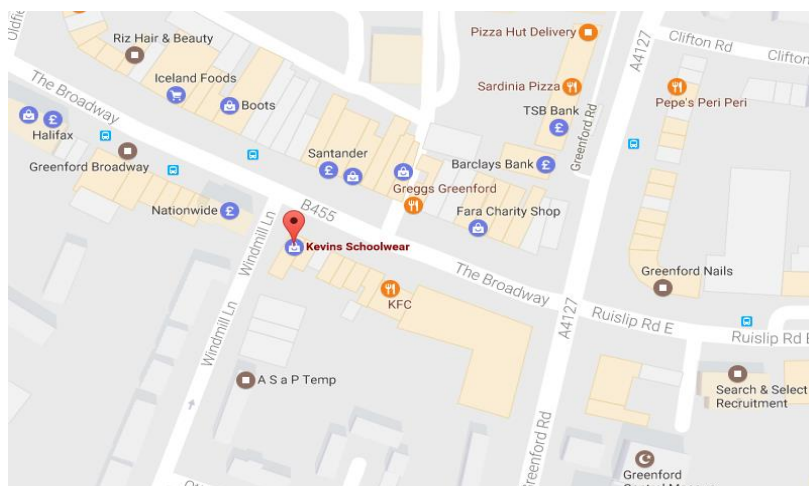 Oldfie
Riz Hair & Beauty
Pizza Hut Delivery
A4127
Clifton Rd
Clifton
The Broadway
Iceland Foods
Boots
Sardinia Pizza
TSB Bank
Greenford Rd
Pepe's Peri Peri
Halifax
Greenford Broadway
Santander
Barclays Bank
Greggs Greenford
Nationwide
Windmill Ln
B455
Fara Charity Shop
Kevins Schoolwear
The Broadway
Greenford Nails
KFC
Ruislip Rd E
Ruislip Rd E
A4127
Windmill Ln
A S a P Temp
Search & Select
Recruitment
Greenford Rd
Greenford